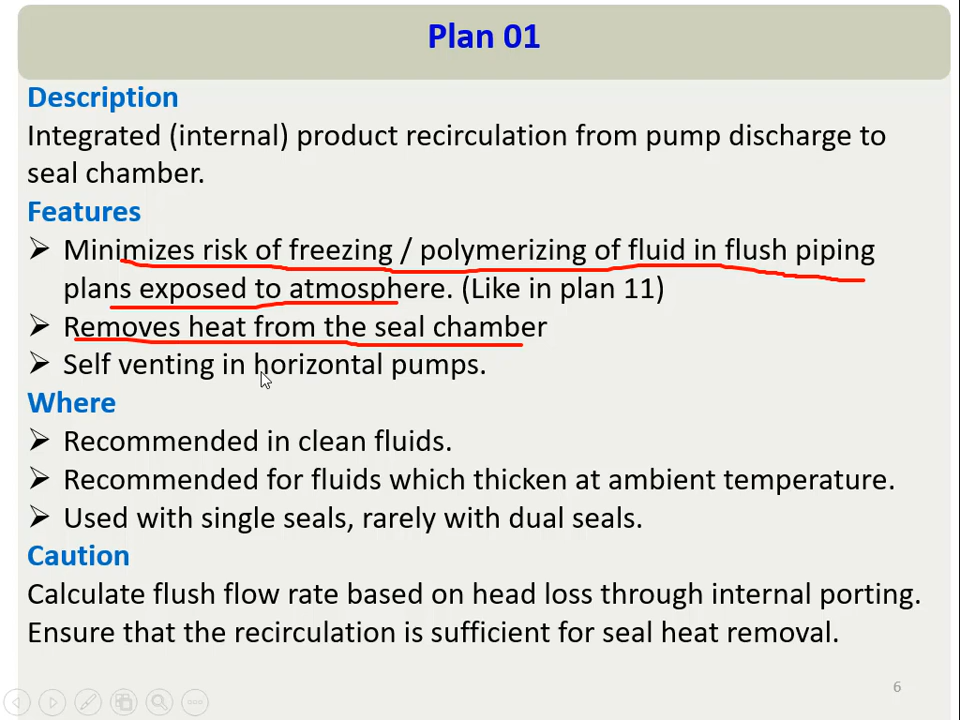 Plan 01
Description
Integrated (internal) product recirculation from pump discharge to
seal chamber.
Features
➢ Minimizes risk of freezing / polymerizing of fluid in flush piping
plans exposed to atmosphere. (Like in plan 11)
➢ Removes heat from the seal chamber
➢ Self venting in horizontal pumps.
Where
➢ Recommended in clean fluids.
➢ Recommended for fluids which thicken at ambient temperature.
➢ Used with single seals, rarely with dual seals.
Caution
Calculate flush flow rate based on head loss through internal porting.
Ensure that the recirculation is sufficient for seal heat removal.
6